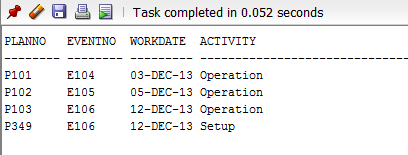 Task completed in 0.052 seconds
PLANNO   EVENTNO  WORKDATE  ACTIVITY
-------- -------- --------- ------------------------------
P101     E104     03-DEC-13 Operation
P102     E105     05-DEC-13 Operation
P103     E106     12-DEC-13 Operation
P349     E106     12-DEC-13 Setup